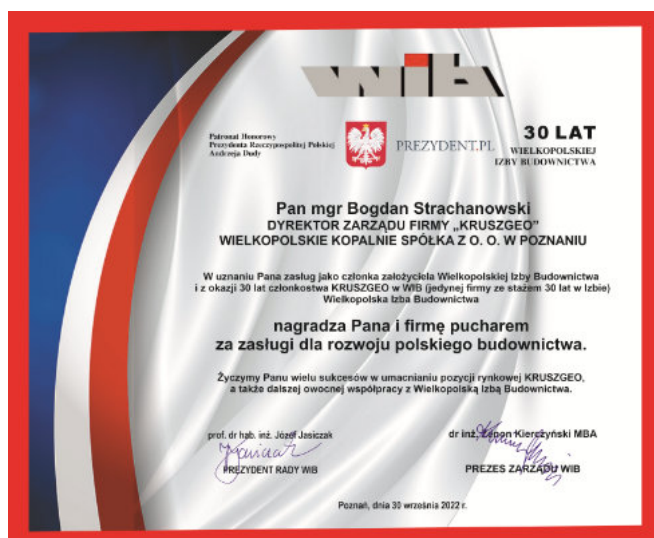 wib
Patronat Honorowy
Prezydenta Rzeczypospolitej Polskiej
Andrzeja Dudy
PREZYDENT.PL
30 LAT
WIELKOPOLSKIEJ
IZBY BUDOWNICTWA
Pan mgr Bogdan Strachanowski
DYREKTOR ZARZĄDU FIRMY „KRUSZGEO”
WIELKOPOLSKIE KOPALNIE SPÓŁKA Z O. O. W POZNANIU
W uznaniu Pana zasług jako członka założyciela Wielkopolskiej Izby Budownictwa
i z okazji 30 lat członkostwa KRUSZGEO w WIB (jedynej firmy ze stażem 30 lat w Izbie)
Wielkopolska Izba Budownictwa
nagradza Pana i firmę pucharem
za zasługi dla rozwoju polskiego budownictwa.
Życzymy Panu wielu sukcesów w umacnianiu pozycji rynkowej KRUSZGEO,
a także dalszej owocnej współpracy z Wielkopolską Izbą Budownictwa.
prof. dr hab. inż. Józef Jasiczak
PREZYDENT RADY WIB
dr inż. Zenon Kierczyński MBA
PREZES ZARZĄDU WIB
Poznań, dnia 30 września 2022 r.